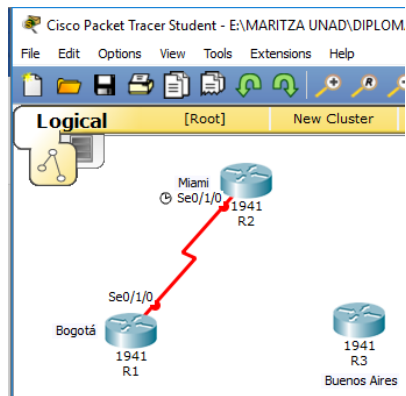 Cisco Packet Tracer Student - E:\MARITZA UNAD\DIPLOM
File Edit Options View Tools Extensions Help
Logical [Root] New Cluster
Miami
Se0/1/0
1941
R2
Se0/1/0
Bogotá
1941
R1
1941
R3
Buenos Aires